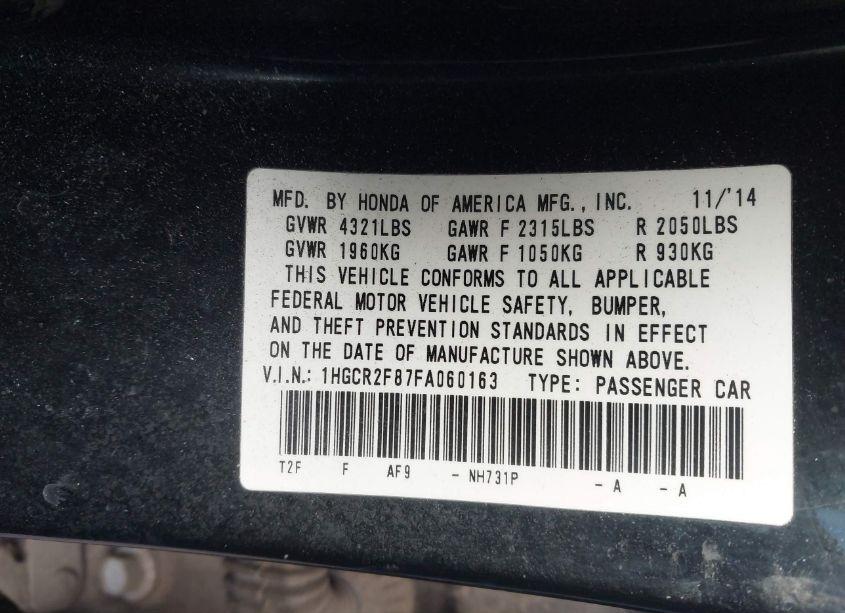 MFD. BY HONDA OF AMERICA MFG., INC. 11/'14
GVWR 4321LBS GAWR F 2315LBS R 2050LBS
GVWR 1960KG GAWR F 1050KG R 930KG
THIS VEHICLE CONFORMS TO ALL APPLICABLE
FEDERAL MOTOR VEHICLE SAFETY, BUMPER,
AND THEFT PREVENTION STANDARDS IN EFFECT
ON THE DATE OF MANUFACTURE SHOWN ABOVE.
V.I.N.: 1HGCR2F87FA060163 TYPE: PASSENGER CAR
T2F F AF9 - NH731P - A - A